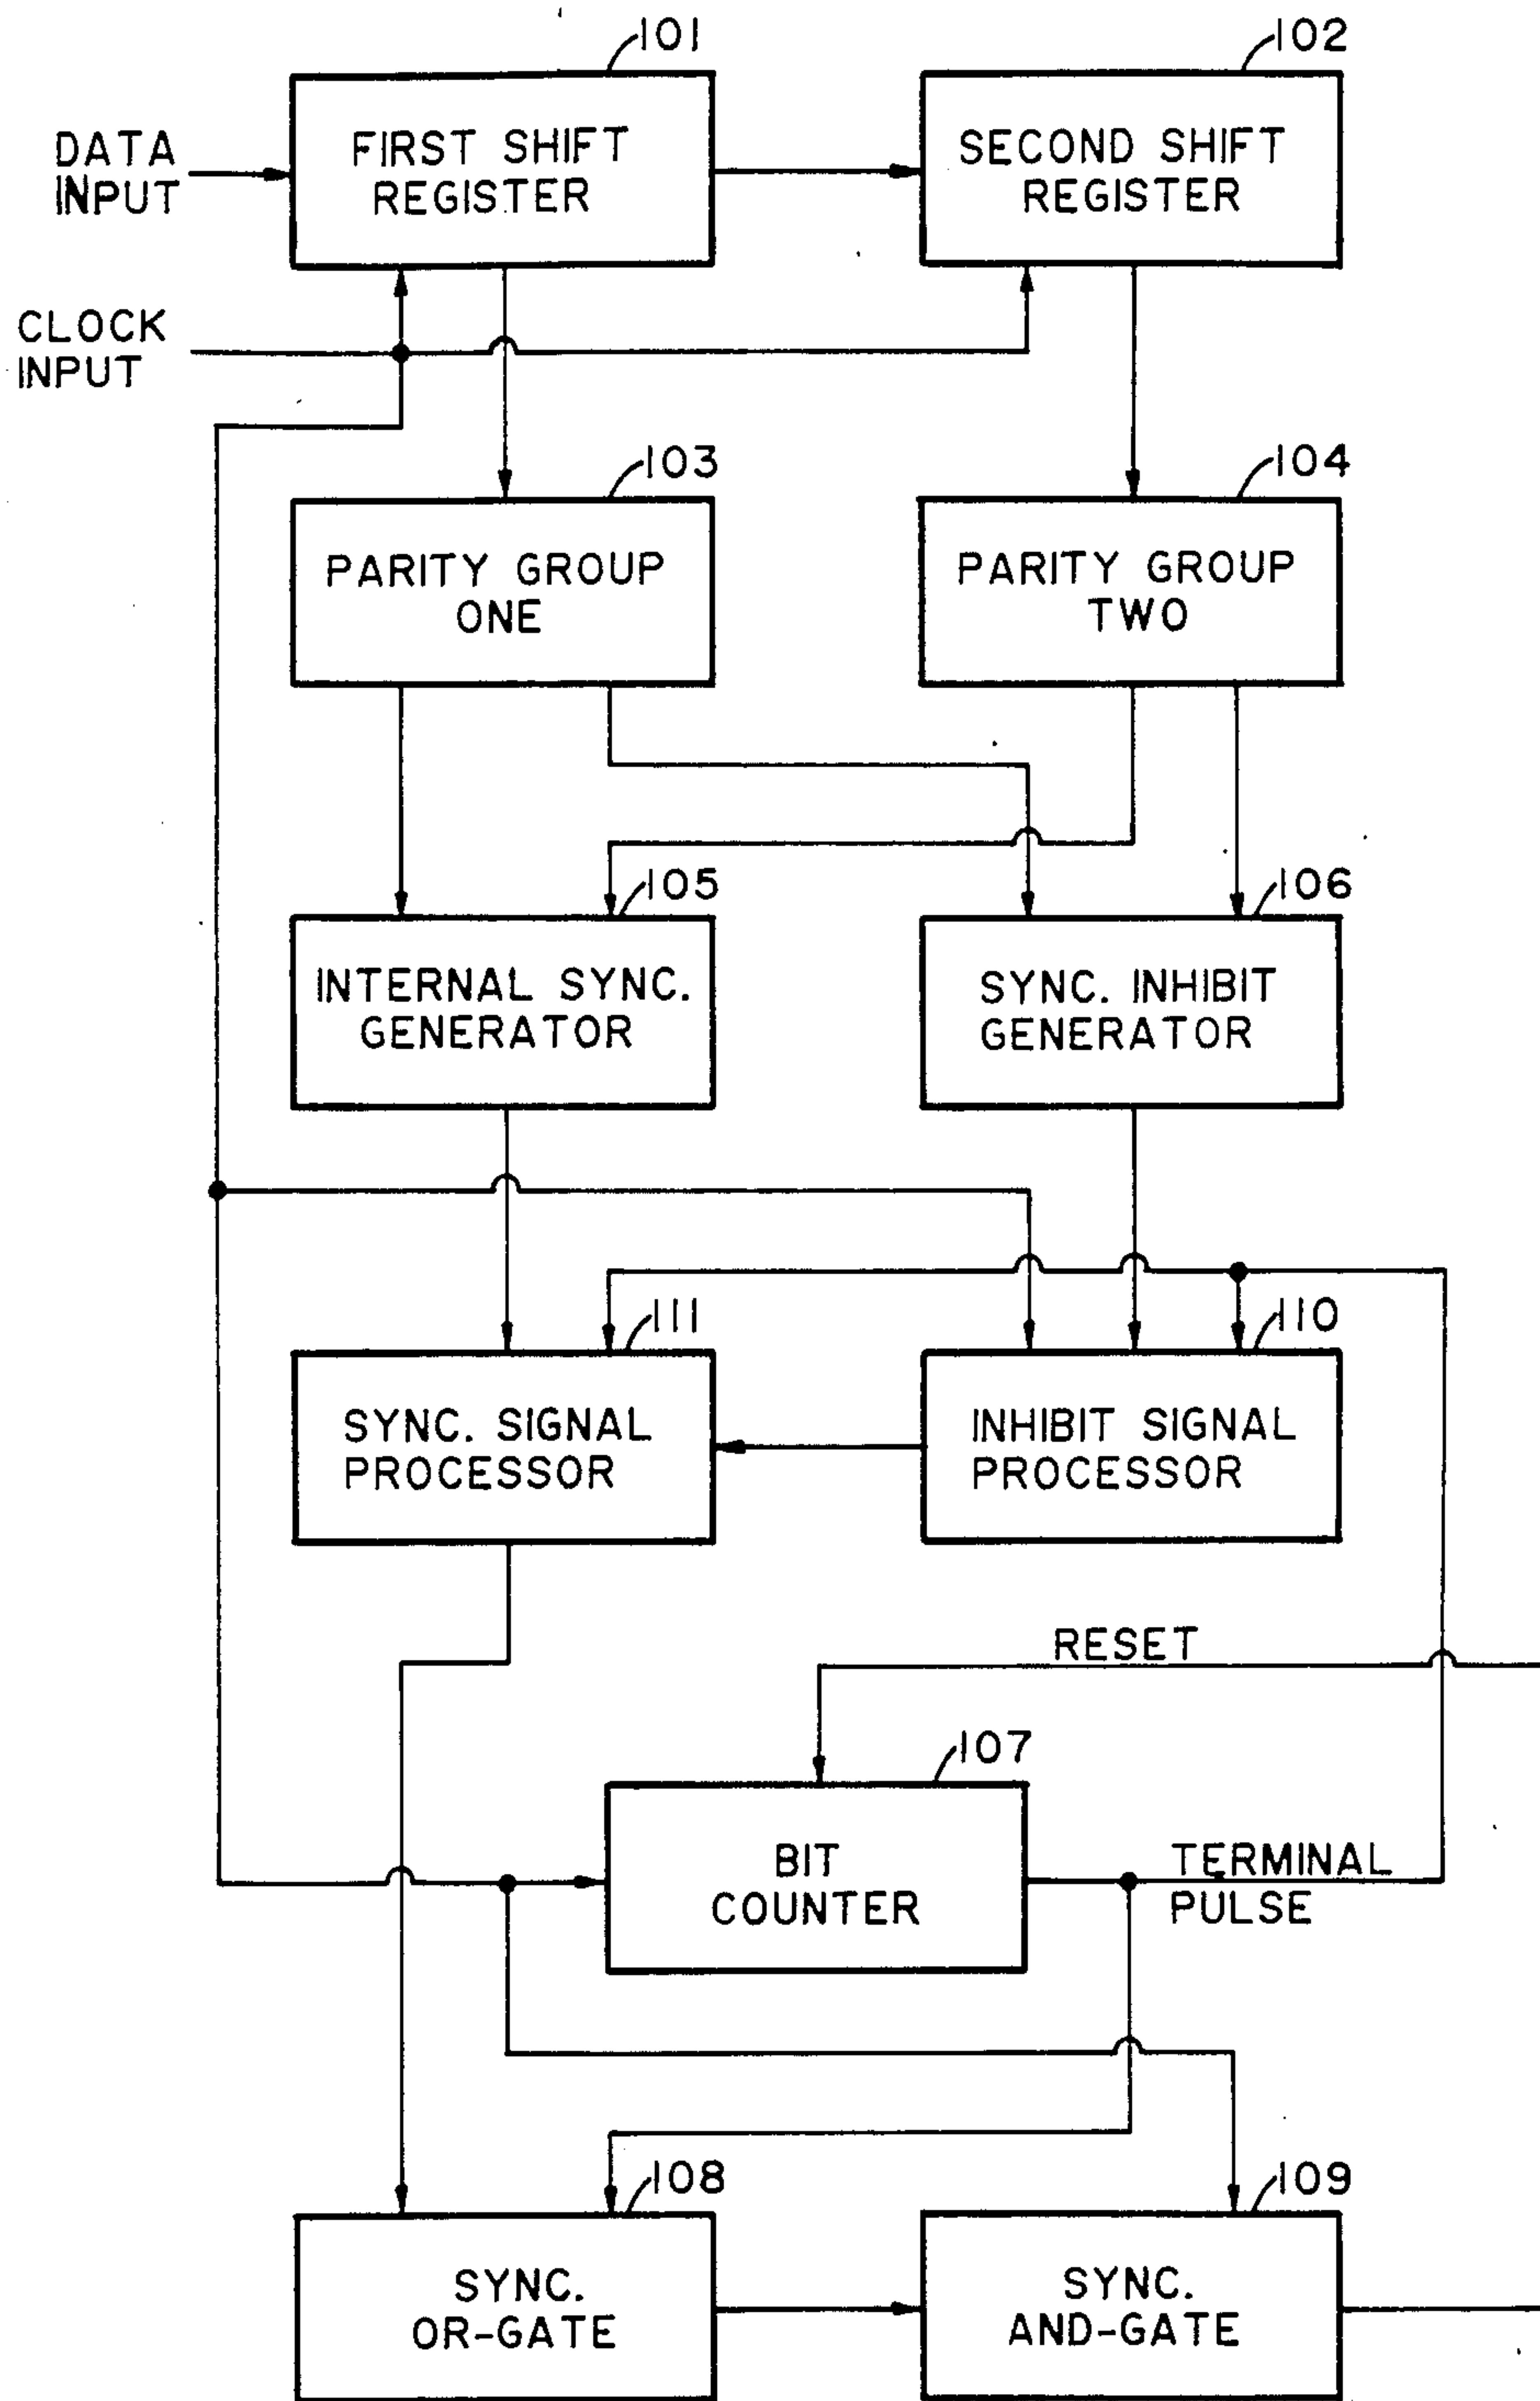 101
102
FIRST SHIFT
REGISTER
SECOND SHIFT
REGISTER
DATA
INPUT
CLOCK
INPUT
103
104
PARITY GROUP
ONE
PARITY GROUP
TWO
105
106
INTERNAL SYNC.
GENERATOR
SYNC. INHIBIT
GENERATOR
111
110
SYNC. SIGNAL
PROCESSOR
INHIBIT SIGNAL
PROCESSOR
RESET
107
BIT
COUNTER
TERMINAL
PULSE
108
109
SYNC.
OR-GATE
SYNC.
AND-GATE